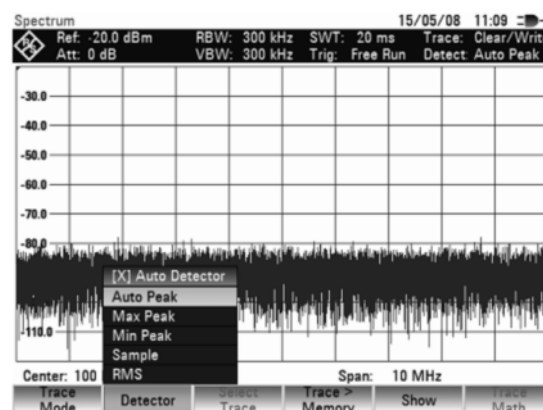 Spectrum 15/05/08 11:09
Ref: -20.0 dBm RBW: 300 kHz SWT: 20 ms Trace: Clear/Writ
Att: 0 dB VBW: 300 kHz Trig: Free Run Detect: Auto Peak
-30.0
-40.0
-50.0
-60.0
-70.0
-80.0
[X] Auto Detector
Auto Peak
Max Peak
Min Peak
Sample
RMS
-110.0
Center: 100 Span: 10 MHz
Trace Mode
Detector
Select Trace
Trace > Memory
Show
Trace Math